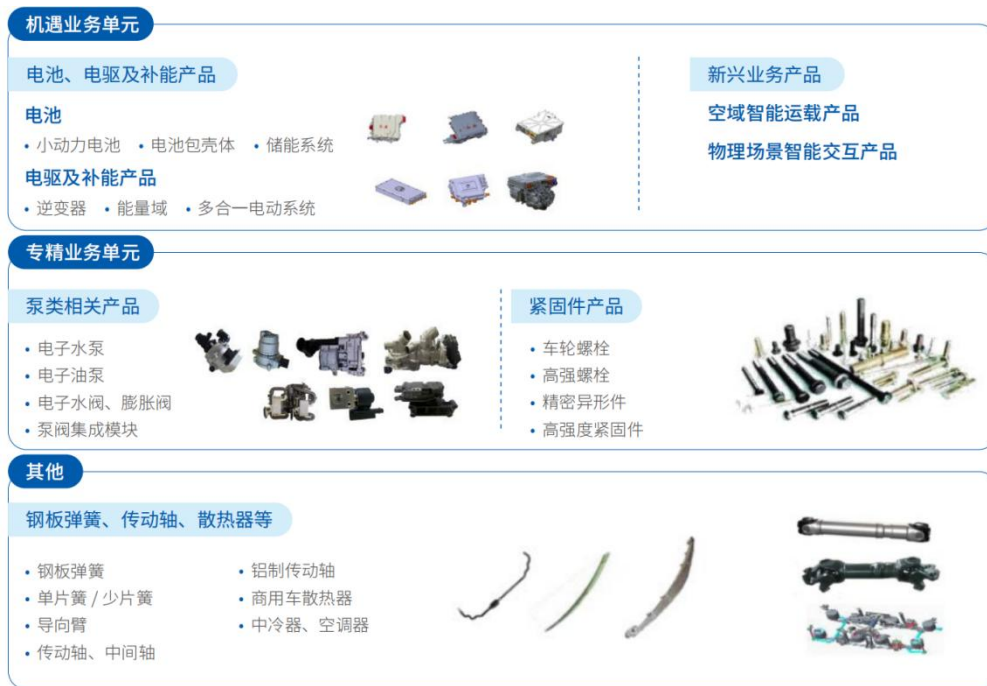 机遇业务单元
电池、电驱及补能产品
电池
• 小动力电池 • 电池包壳体 • 储能系统
电驱及补能产品
• 逆变器 • 能量域 • 多合一电动系统
新兴业务产品
空域智能运载产品
物理场景智能交互产品
专精业务单元
泵类相关产品
• 电子水泵
• 电子油泵
• 电子水阀、膨胀阀
• 泵阀集成模块
紧固件产品
• 车轮螺栓
• 高强螺栓
• 精密异形件
• 高强度紧固件
其他
钢板弹簧、传动轴、散热器等
• 钢板弹簧
• 单片簧 / 少片簧
• 导向臂
• 传动轴、中间轴
• 铝制传动轴
• 商用车散热器
• 中冷器、空调器